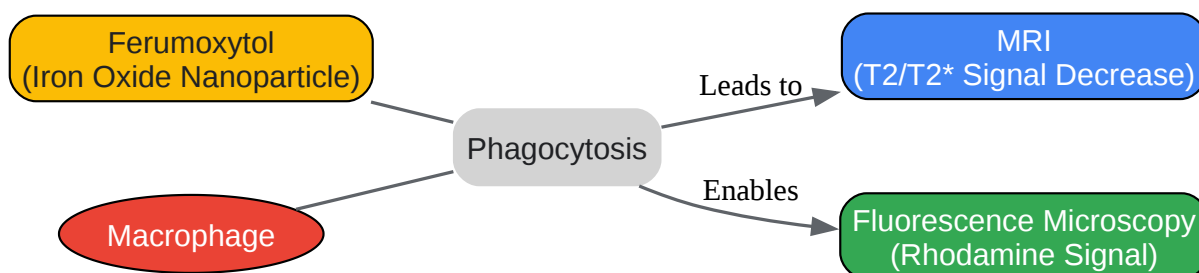 Ferumoxytol
(Iron Oxide Nanoparticle)
Macrophage
Phagocytosis
Leads to
Enables
MRI
(T2/T2* Signal Decrease)
Fluorescence Microscopy
(Rhodamine Signal)